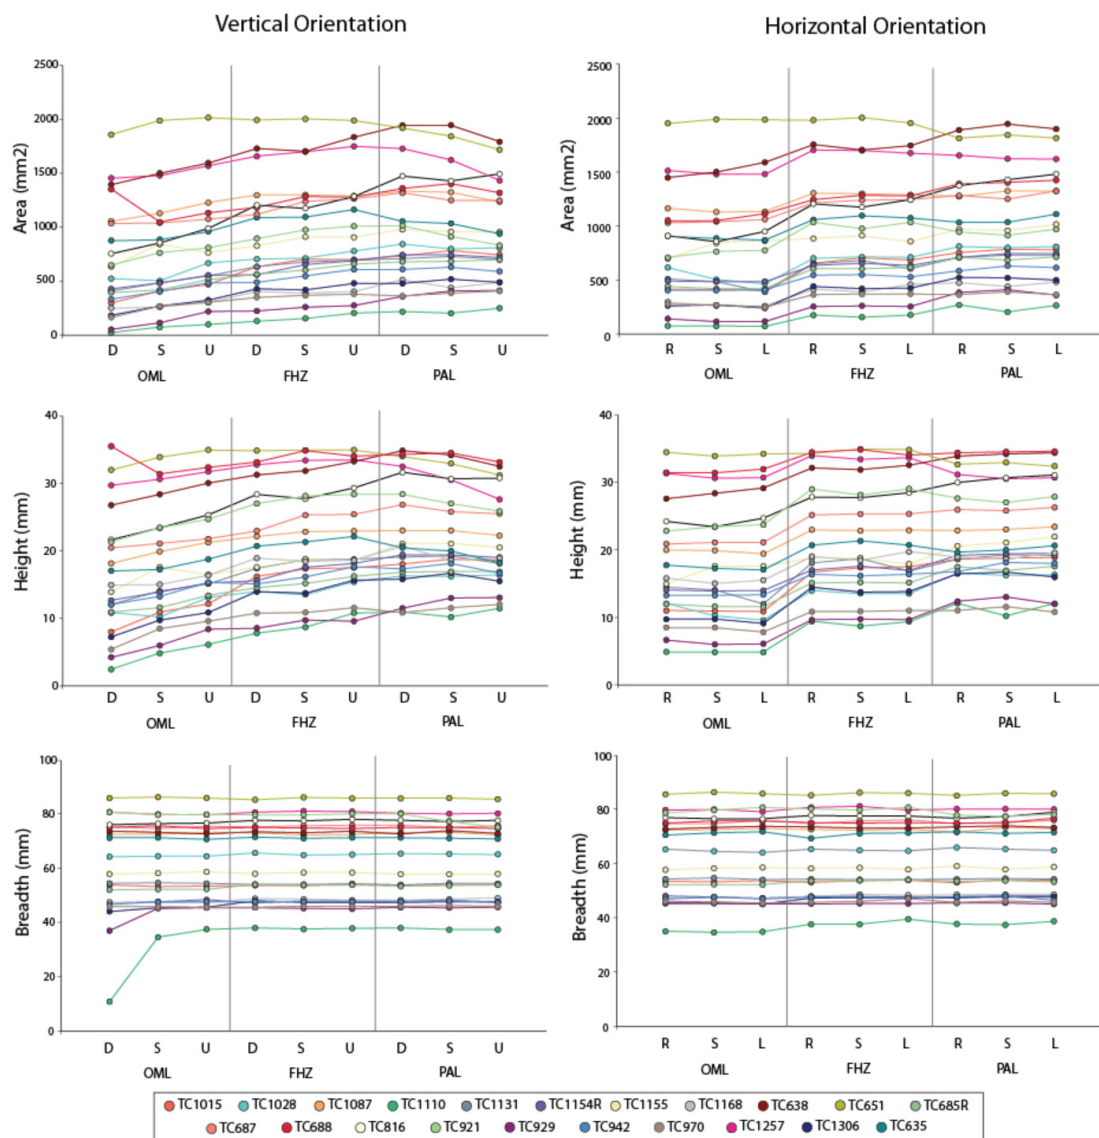 Vertical Orientation
Horizontal Orientation
Area (mm2)
2500
2000
1500
1000
500
0
D S U D S U D S U
OML FHZ PAL
Area (mm2)
2500
2000
1500
1000
500
0
R S L R S L R S L
OML FHZ PAL
Height (mm)
40
30
20
10
0
D S U D S U D S U
OML FHZ PAL
Height (mm)
40
30
20
10
0
R S L R S L R S L
OML FHZ PAL
Breadth (mm)
100
80
60
40
20
0
D S U D S U D S U
OML FHZ PAL
Breadth (mm)
100
80
60
40
20
0
R S L R S L R S L
OML FHZ PAL
TC1015 TC1028 TC1087 TC1110 TC1131 TC1154R TC1155 TC1168 TC638 TC651 TC685R
TC687 TC688 TC816 TC921 TC929 TC942 TC970 TC1257 TC1306 TC635